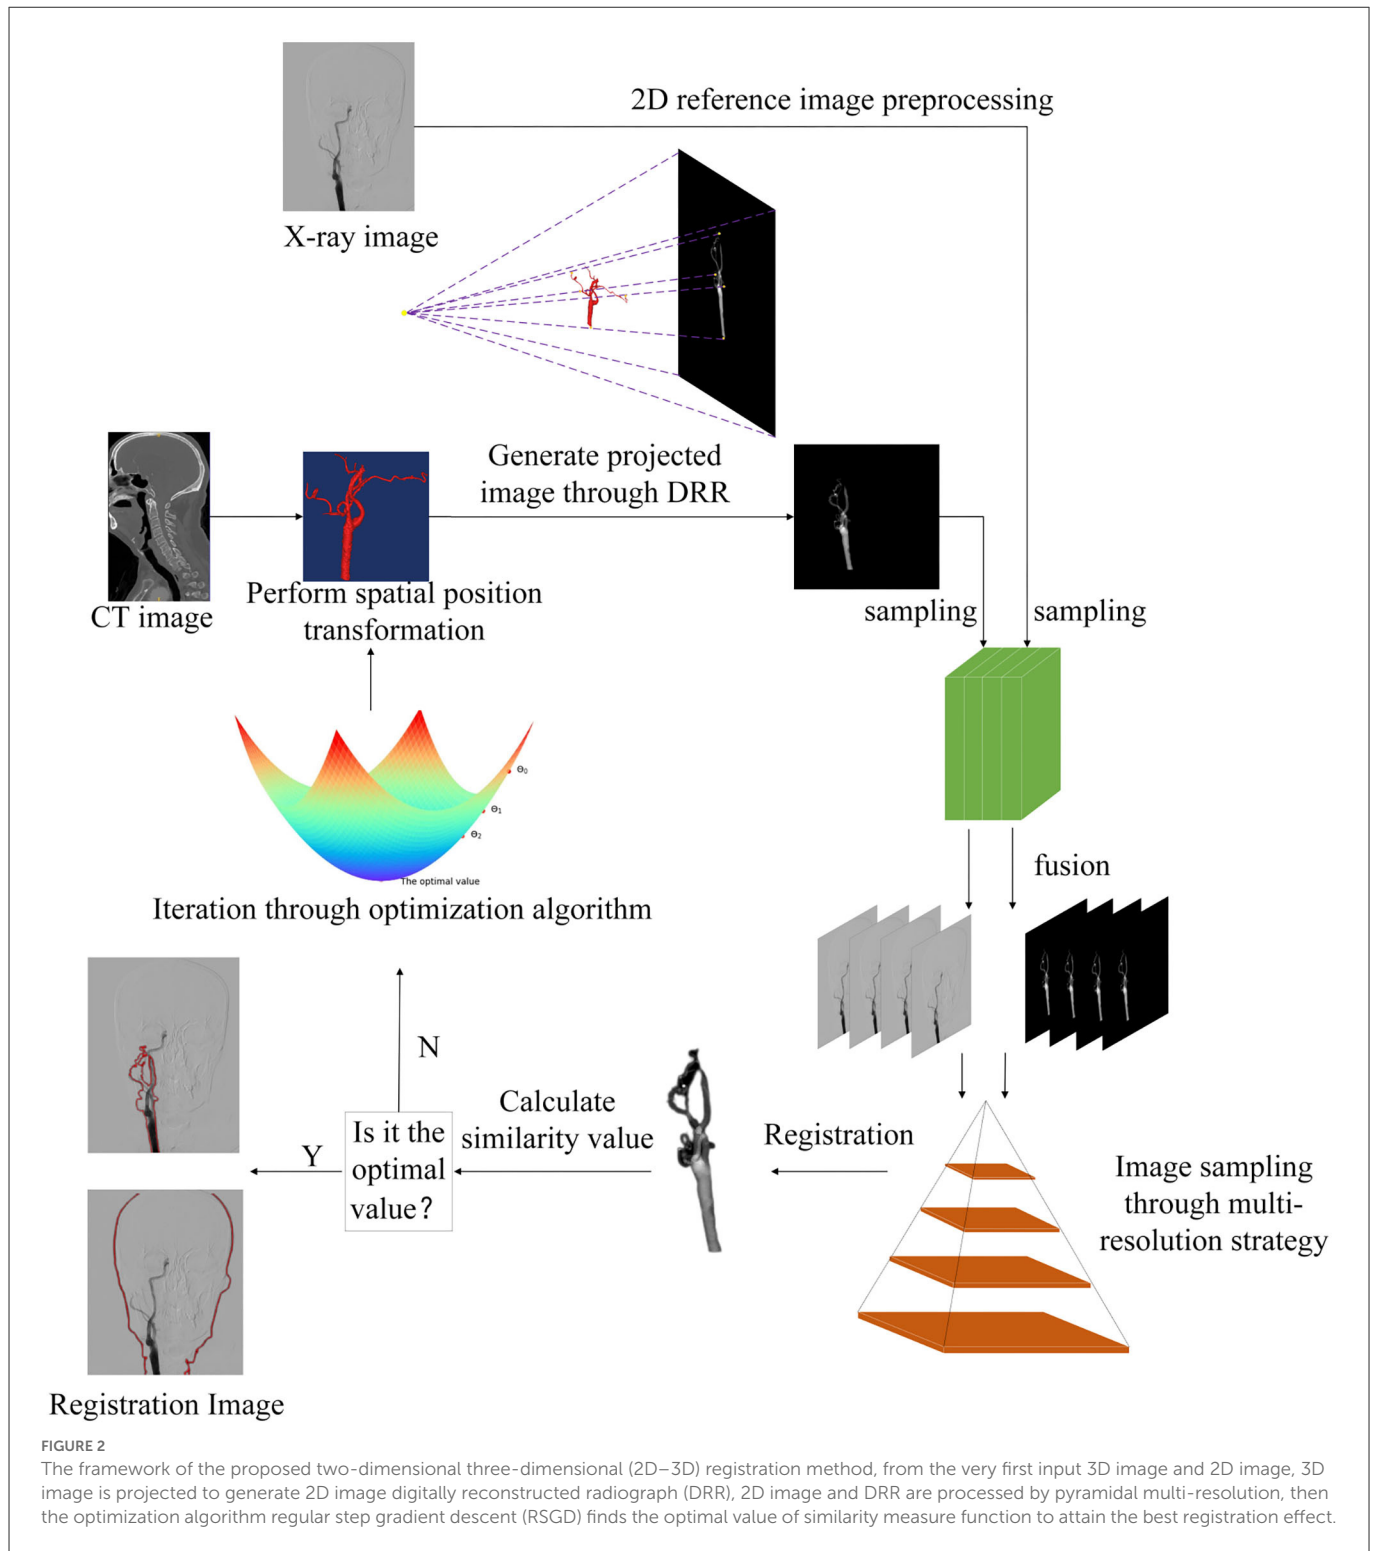 2D reference image preprocessing
X-ray image
Generate projected
image through DRR
CT image
Perform spatial position
transformation
sampling
sampling
Θ₀
Θ₁
Θ₂
The optimal value
Iteration through optimization algorithm
fusion
N
Calculate
similarity value
Is it the
optimal
value?
Y
Registration
Image sampling
through multi-
resolution strategy
Registration Image
FIGURE 2
The framework of the proposed two-dimensional three-dimensional (2D–3D) registration method, from the very first input 3D image and 2D image, 3D
image is projected to generate 2D image digitally reconstructed radiograph (DRR), 2D image and DRR are processed by pyramidal multi-resolution, then
the optimization algorithm regular step gradient descent (RSGD) finds the optimal value of similarity measure function to attain the best registration effect.